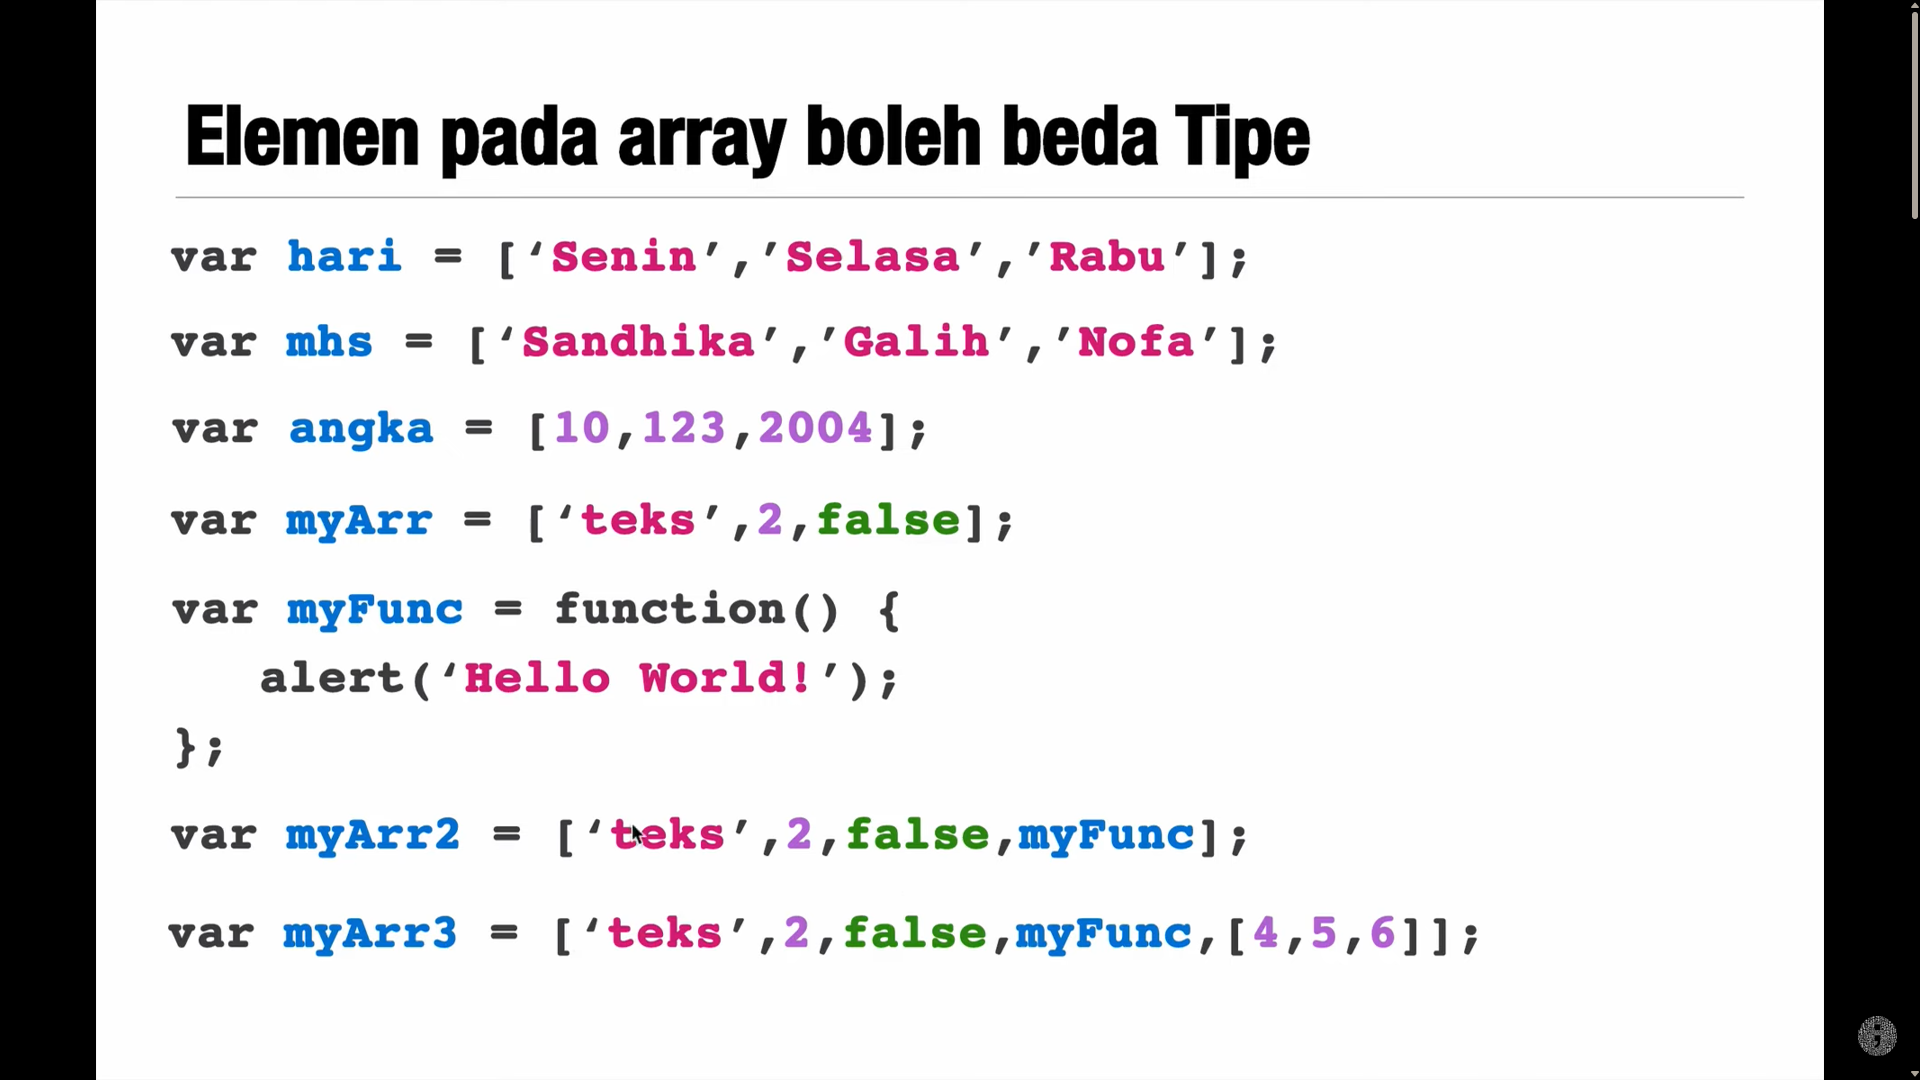 Elemen pada array boleh beda Tipe
var hari = [‘Senin’,’Selasa’,’Rabu’];
var mhs = [‘Sandhika’,’Galih’,’Nofa’];
var angka = [10,123,2004];
var myArr = [‘teks’,2,false];
var myFunc = function() {
alert(‘Hello World!’);
};
var myArr2 = [‘teks’,2,false,myFunc];
var myArr3 = [‘teks’,2,false,myFunc,[4,5,6]];